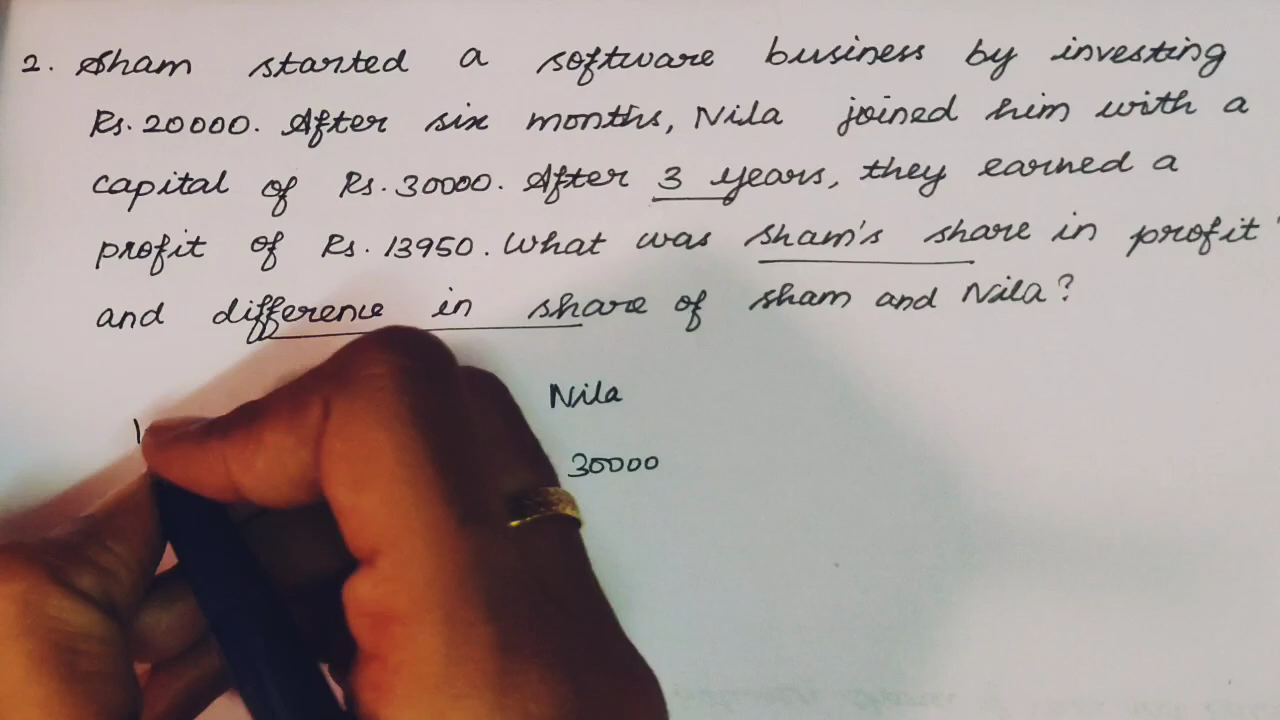 2. Sham started a software business by investing
Rs. 20000. After six months, Nila joined him with a
capital of Rs. 30000. After 3 years, they earned a
profit of Rs. 13950. What was sham's share in profit
and difference in share of sham and Nila?
Nila
30000